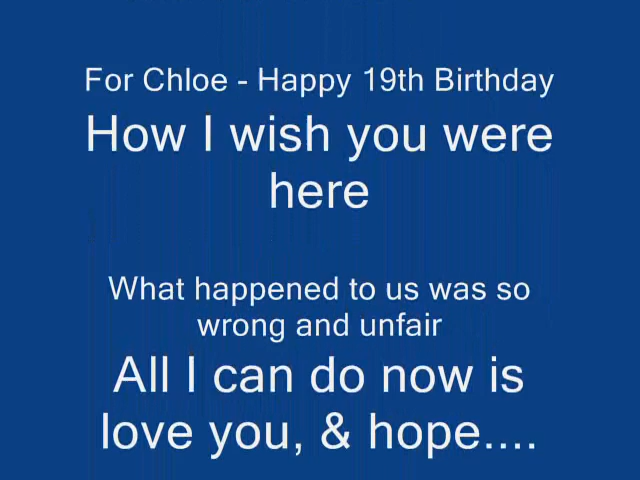 For Chloe - Happy 19th Birthday
How I wish you were
here
What happened to us was so
wrong and unfair
All I can do now is
love you, & hope....